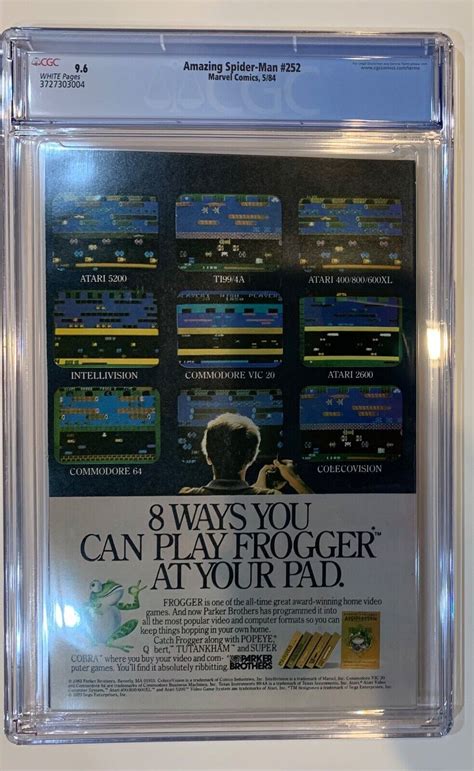 CGC 9.6 Amazing Spider-Man #252
WHITE Pages Marvel Comics, 5/84
3727303004
CGC
ATARI 5200 TI99/4A ATARI 400/800/600XL
INTELLIVISION COMMODORE VIC 20 ATARI 2600
COMMODORE 64 COLECOVISION
8 WAYS YOU
CAN PLAY FROGGER™
AT YOUR PAD.
FROGGER is one of the all-time great award-winning home video
games. And now Parker Brothers has programmed it into
all the most popular video and computer formats so you can
keep things hopping in your own home.
Catch Frogger along with POPEYE,
Q bert," TUTANKHAM" and SUPER
COBRA" where you buy your video and com-
puter games. You'll find it absolutely ribbitting.
PARKER
BROTHERS